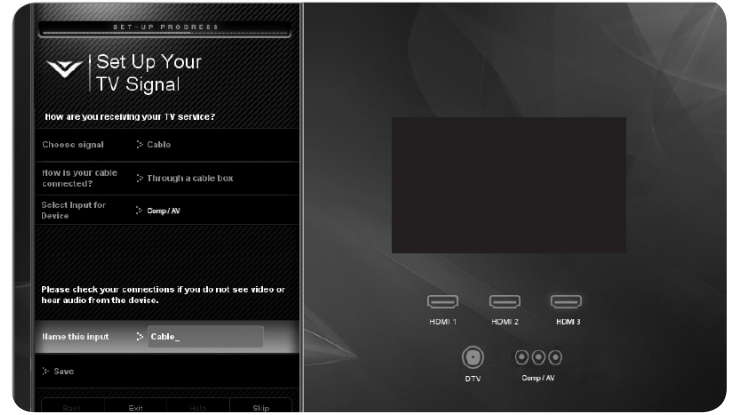 SET-UP PROGRESS
Set Up Your
TV Signal
How are you receiving your TV service?
Choose signal
Cable
How is your cable
connected?
Through a cable box
Select Input for
Device
Comp / AV
Please check your connections if you do not see video or
hear audio from the device.
Name this input
Cable_
Save
Back
Exit
Help
Skip
HDMI 1
HDMI 2
HDMI 3
DTV
Comp / AV